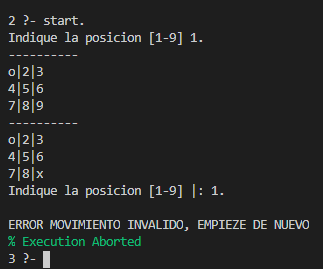 2 ?- start.
Indique la posicion [1-9] 1.
----------
o|2|3
4|5|6
7|8|9
----------
o|2|3
4|5|6
7|8|x
Indique la posicion [1-9] |: 1.
ERROR MOVIMIENTO INVALIDO, EMPIEZE DE NUEVO
% Execution Aborted
3 ?-